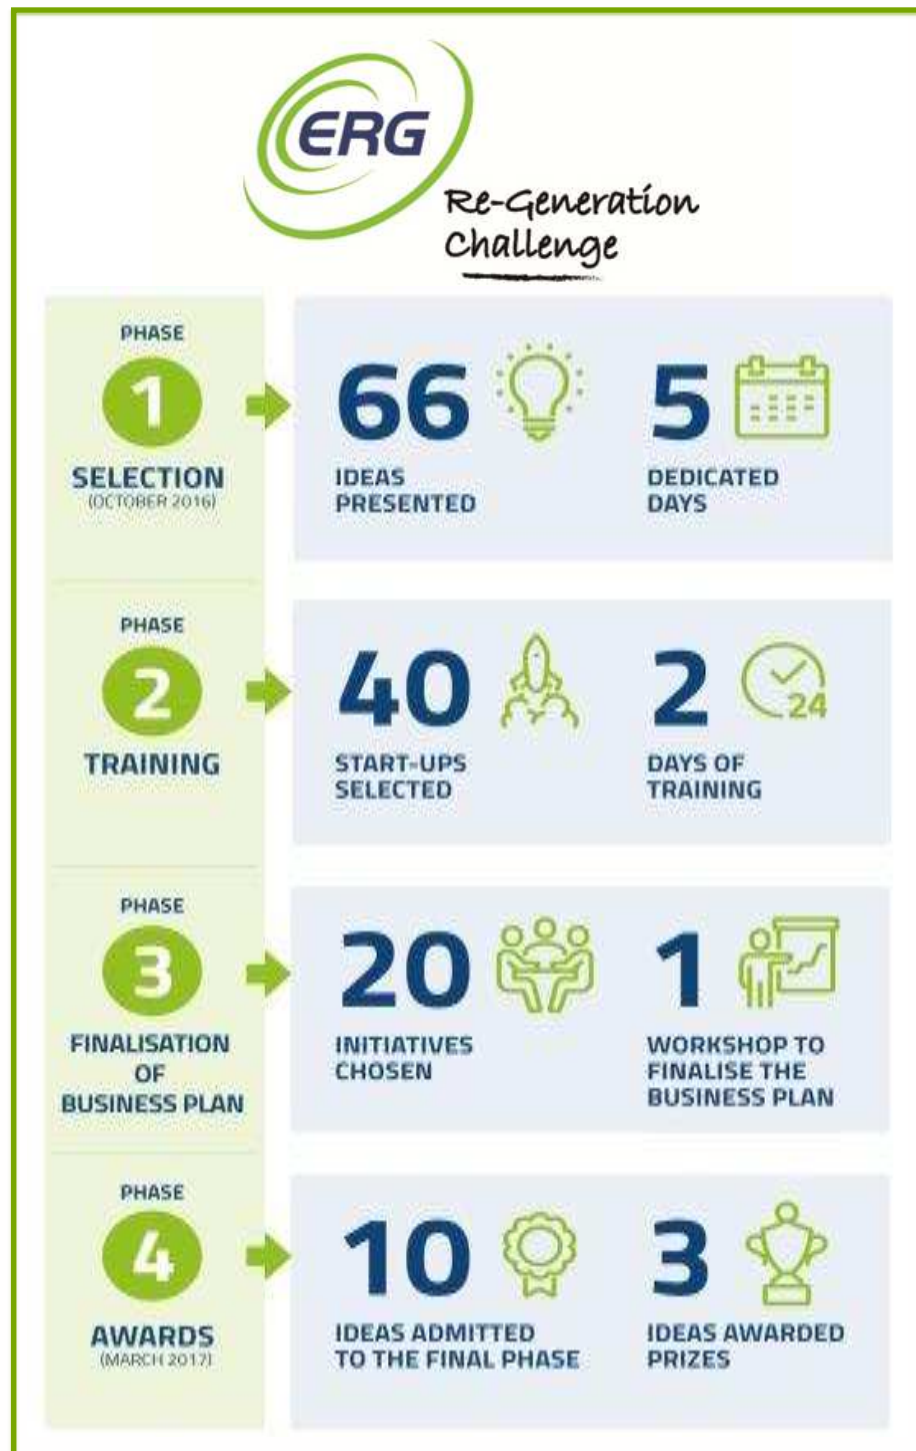 ERG
Re-Generation
Challenge
PHASE
1
SELECTION
(OCTOBER 2016)
66
IDEAS
PRESENTED
5
DEDICATED
DAYS
PHASE
2
TRAINING
40
START-UPS
SELECTED
2
24
DAYS OF
TRAINING
PHASE
3
FINALISATION
OF
BUSINESS PLAN
20
INITIATIVES
CHOSEN
1
WORKSHOP TO
FINALISE THE
BUSINESS PLAN
PHASE
4
AWARDS
(MARCH 2017)
10
IDEAS ADMITTED
TO THE FINAL PHASE
3
IDEAS AWARDED
PRIZES